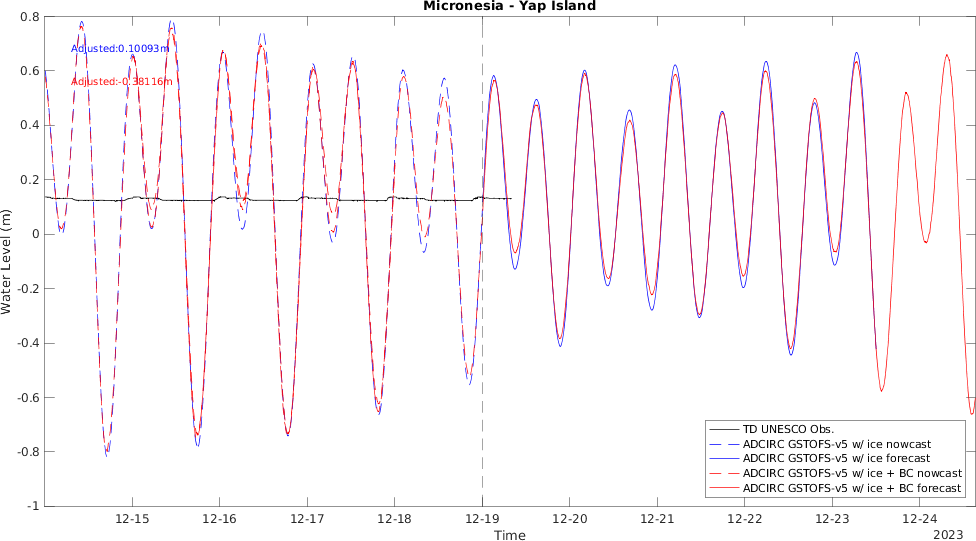 Micronesia - Yap Island
0.8
Adjusted:0.10093m
0.6
Adjusted:-0.38116m
0.4
0.2
0
-0.2
-0.4
-0.6
-0.8
-1
Water Level (m)
TD UNESCO Obs.
ADCIRC GSTOFS-v5 w/ ice nowcast
ADCIRC GSTOFS-v5 w/ ice forecast
ADCIRC GSTOFS-v5 w/ ice + BC nowcast
ADCIRC GSTOFS-v5 w/ ice + BC forecast
12-15 12-16 12-17 12-18 12-19 12-20 12-21 12-22 12-23 12-24
Time
2023